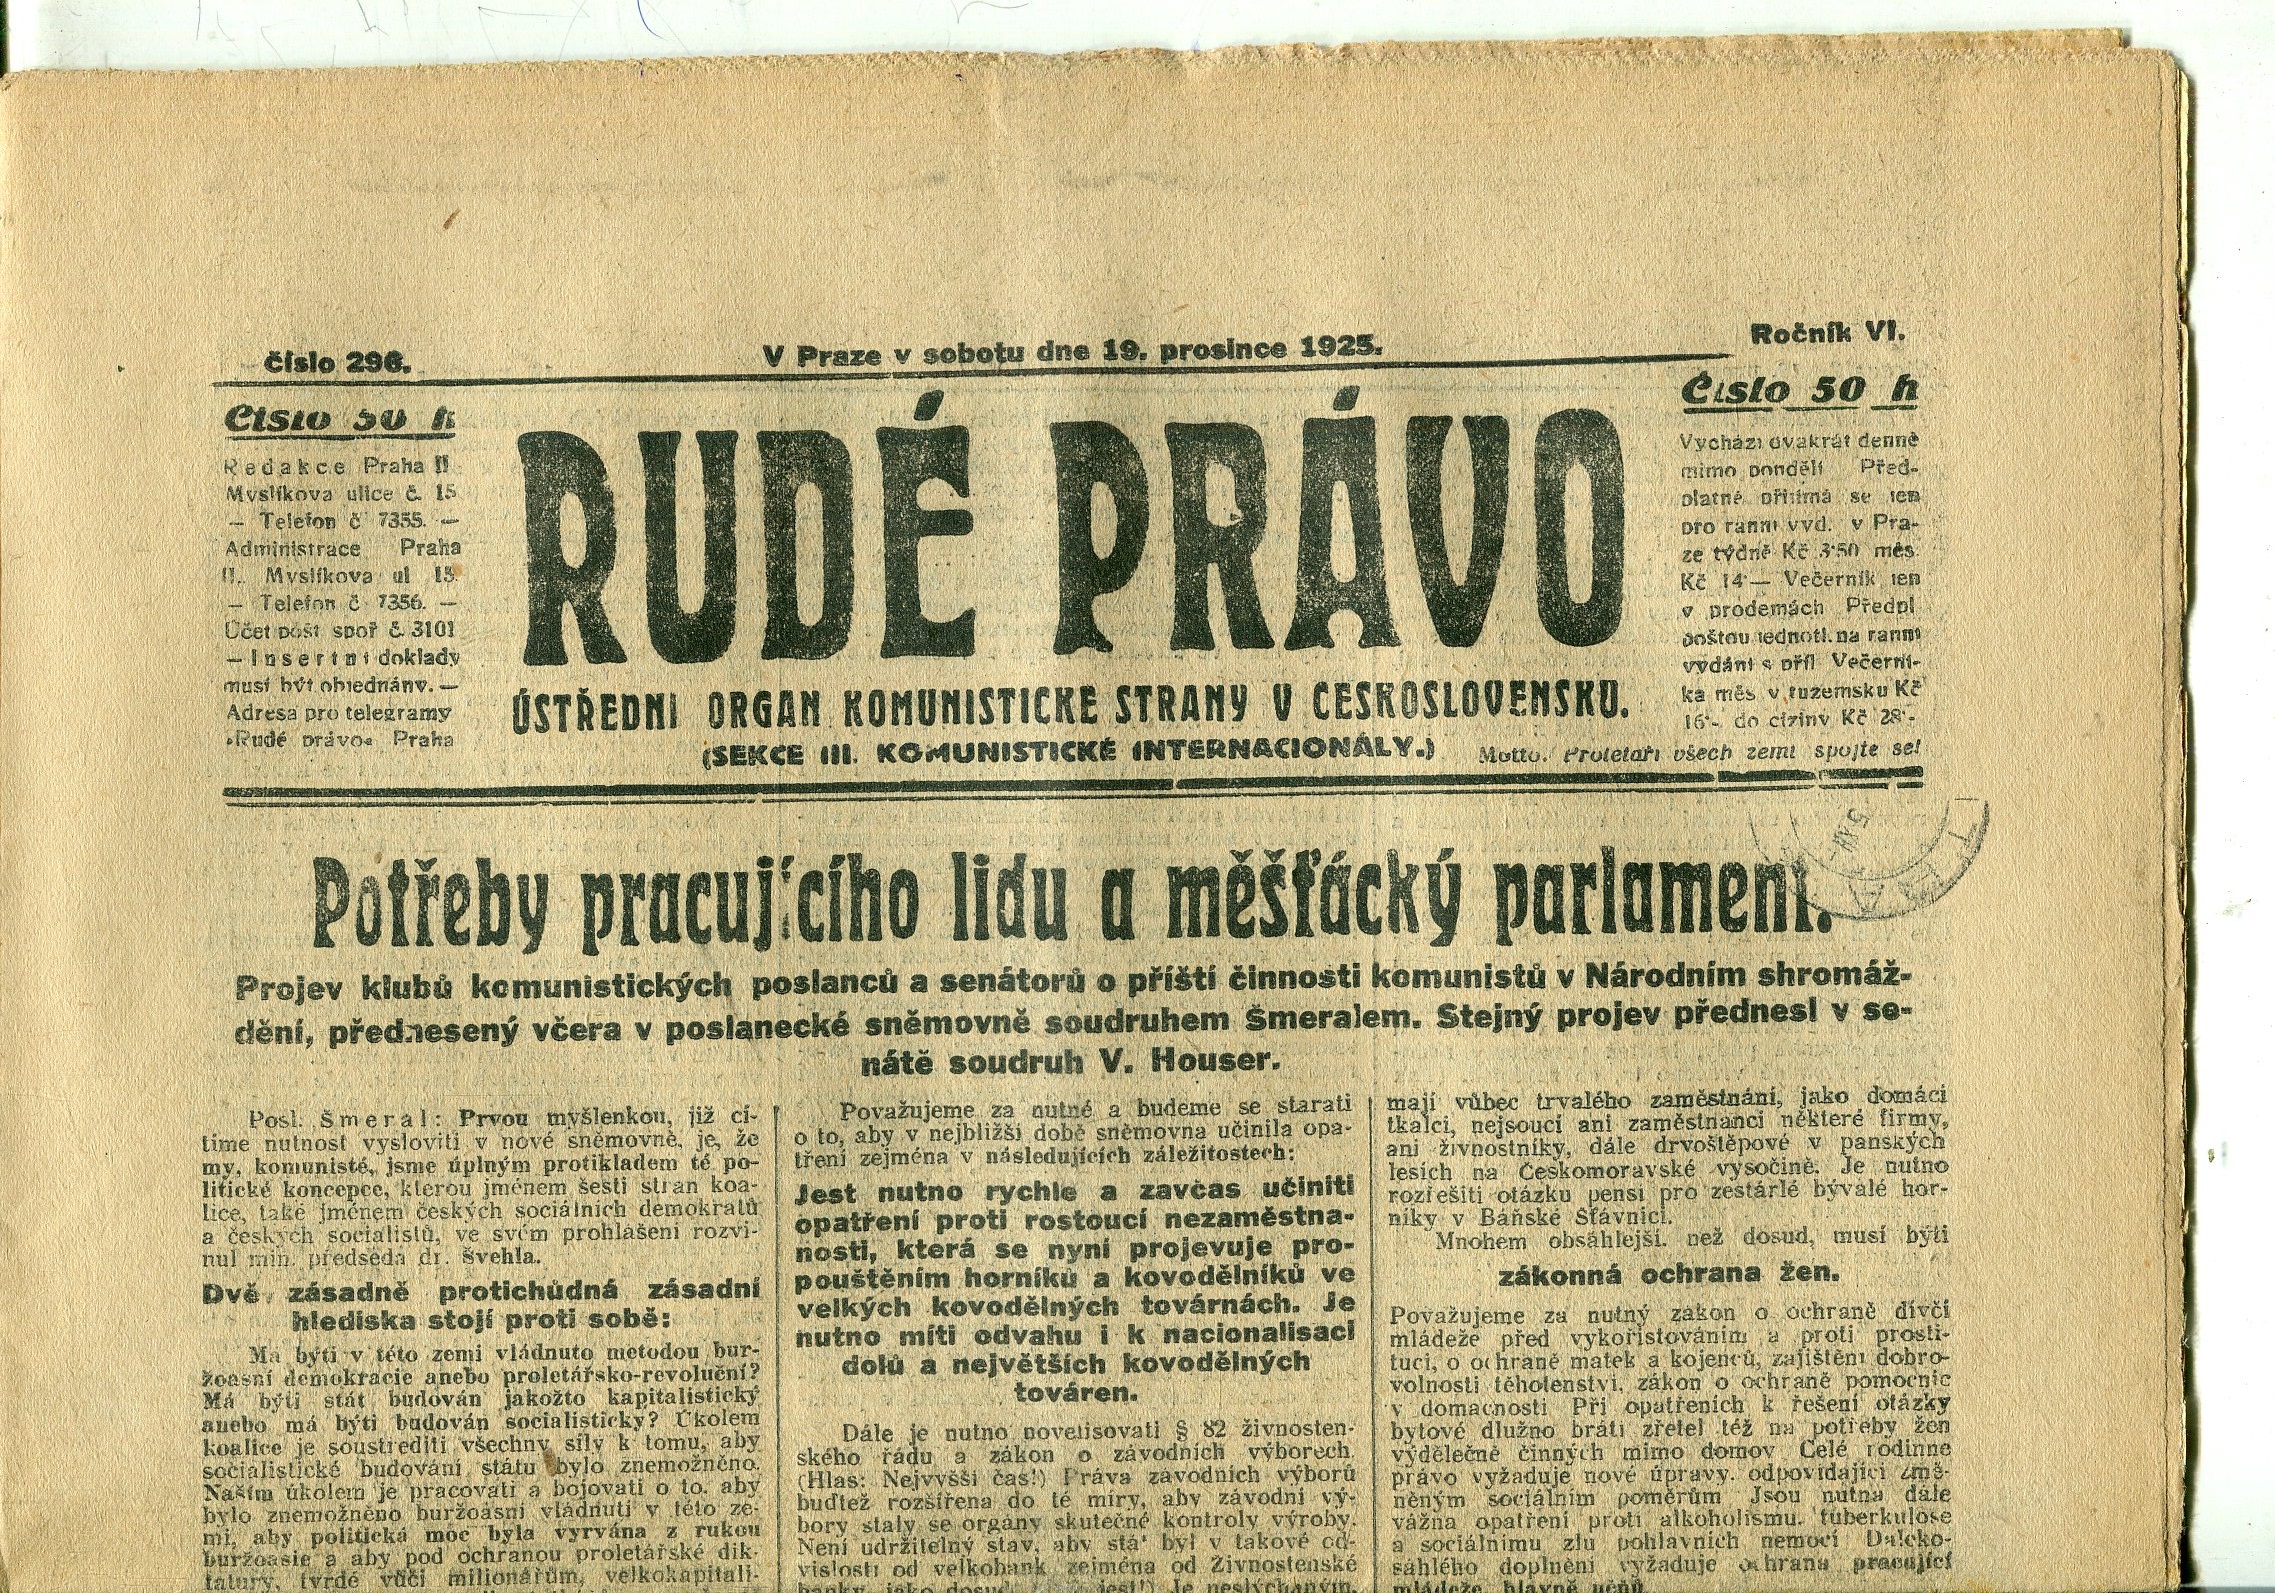 Číslo 296.
V Praze v sobotu dne 19. prosince 1925.
Ročník VI.
Číslo 50 h
Redakce Praha II
Myslíkova ulice č. 15
— Telefon č 7355. —
Administrace Praha
II. Myslíkova ul 15.
— Telefon č 7356. —
Účet pošt spoř č. 3101
— Insertní doklady
musí být objednány. —
Adresa pro telegramy
»Rudé právo« Praha
RUDÉ PRÁVO
ÚSTŘEDNI ORGAN KOMUNISTICKE STRANY V CESKOSLOVENSKU.
(SEKCE III. KOMUNISTICKÉ INTERNACIONÁLY.)
Číslo 50 h
Vychází dvakrát denně
mimo pondělí Před-
platné přijímá se jen
pro ranní vyd. v Pra-
ze týdně Kč 3·50 měs.
Kč 14·— Večerník jen
v prodejnách Předpl
poštou jednotl. na ranní
vydání s příl Večerní-
ka měs v tuzemsku Kč
16·- do ciziny Kč 28·-
Motto: Proletáři všech zemí spojte se!
Potřeby pracujícího lidu a měšťácký parlament.
Projev klubů komunistických poslanců a senátorů o příští činnosti komunistů v Národním shromáž-
dění, přednesený včera v poslanecké sněmovně soudruhem Šmeralem. Stejný projev přednesl v se-
nátě soudruh V. Houser.
Posl. Šmeral: Prvou myšlenkou, již cí-
tíme nutnost vysloviti v nové sněmovně, je, že
my, komunisté, jsme úplným protikladem té po-
litické koncepce, kterou jménem šesti stran koa-
lice, také jménem českých sociálních demokratů
a českých socialistů, ve svém prohlášení rozvi-
nul min. předseda dr. Švehla.
Dvě zásadně protichůdná zásadní
hlediska stojí proti sobě:
Má býti v této zemi vládnuto metodou bur-
žoasní demokracie anebo proletářsko-revoluční?
Má býti stát budován jakožto kapitalistický
anebo má býti budován socialisticky? Úkolem
koalice je soustřediti všechny síly k tomu, aby
socialistické budování státu bylo znemožněno.
Naším úkolem je pracovati a bojovati o to, aby
bylo znemožněno buržoasní vládnutí v této ze-
mi, aby politická moc byla vyrvána z rukou
buržoasie a aby pod ochranou proletářské dik-
tatury, tvrdé vůči milionářům, velkokapitali-
Považujeme za nutné a budeme se starati
o to, aby v nejbližší době sněmovna učinila opa-
tření zejména v následujících záležitostech:
Jest nutno rychle a zavčas učiniti
opatření proti rostoucí nezaměstna-
nosti, která se nyní projevuje pro-
pouštěním horníků a kovodělníků ve
velkých kovodělných továrnách. Je
nutno míti odvahu i k nacionalisaci
dolů a největších kovodělných
továren.
Dále je nutno novelisovati § 82 živnosten-
ského řádu a zákon o závodních výborech.
(Hlas: Nejvyšší čas!) Práva závodních výborů
buďtež rozšířena do té míry, aby závodní vý-
bory staly se orgány skutečné kontroly výroby.
Není udržitelný stav, aby stá' byl v takové od-
vislosti od velkobank zejména od Živnostenské
banky, jako dosud. jest!) Je neslýchaným,
mají vůbec trvalého zaměstnání, jako domácí
tkalci, nejsoucí ani zaměstnanci některé firmy,
ani živnostníky, dále drvoštěpové v panských
lesích na Českomoravské vysočině. Je nutno
rozřešiti otázku pensí pro zestárlé bývalé hor-
níky v Báňské Šťávnici.
Mnohem obsáhlejší, než dosud, musí býti
zákonná ochrana žen.
Považujeme za nutný zákon o ochraně dívčí
mládeže před vykořisťováním a proti prosti-
tuci, o ochraně matek a kojenců, zajištění dobro-
volnosti těhotenství, zákon o ochraně pomocnic
v domácnosti Při opatřeních k řešení otázky
bytové dlužno bráti zřetel též na potřeby žen
výdělečně činných mimo domov Celé rodinné
právo vyžaduje nové úpravy, odpovídající změ-
něným sociálním poměrům Jsou nutna dále
vážná opatření proti alkoholismu, tuberkulose
a sociálnímu zlu pohlavních nemocí Daleko-
sáhlého doplnění vyžaduje ochrana pracující
mládeže, hlavně učňů.